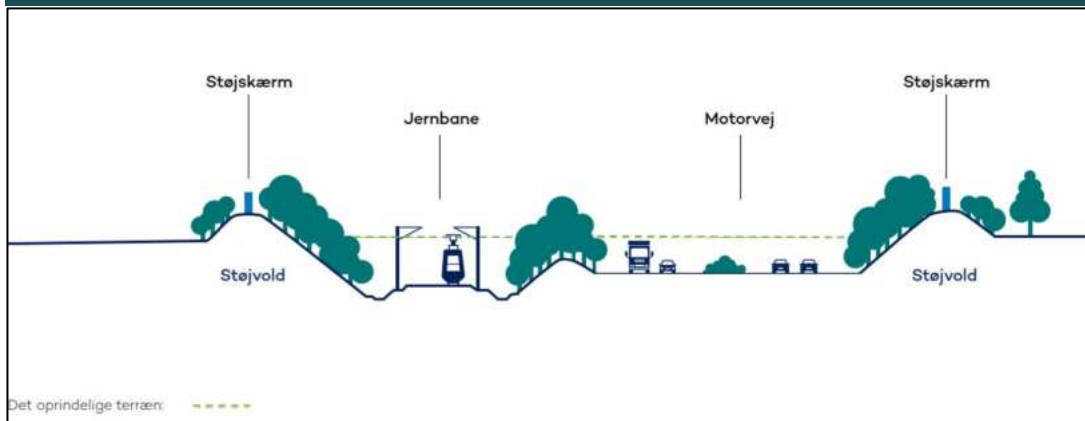 Støjskærm
Støjskærm
Jernbane
Motorvej
Støjvold
Støjvold
Det oprindelige terræn: